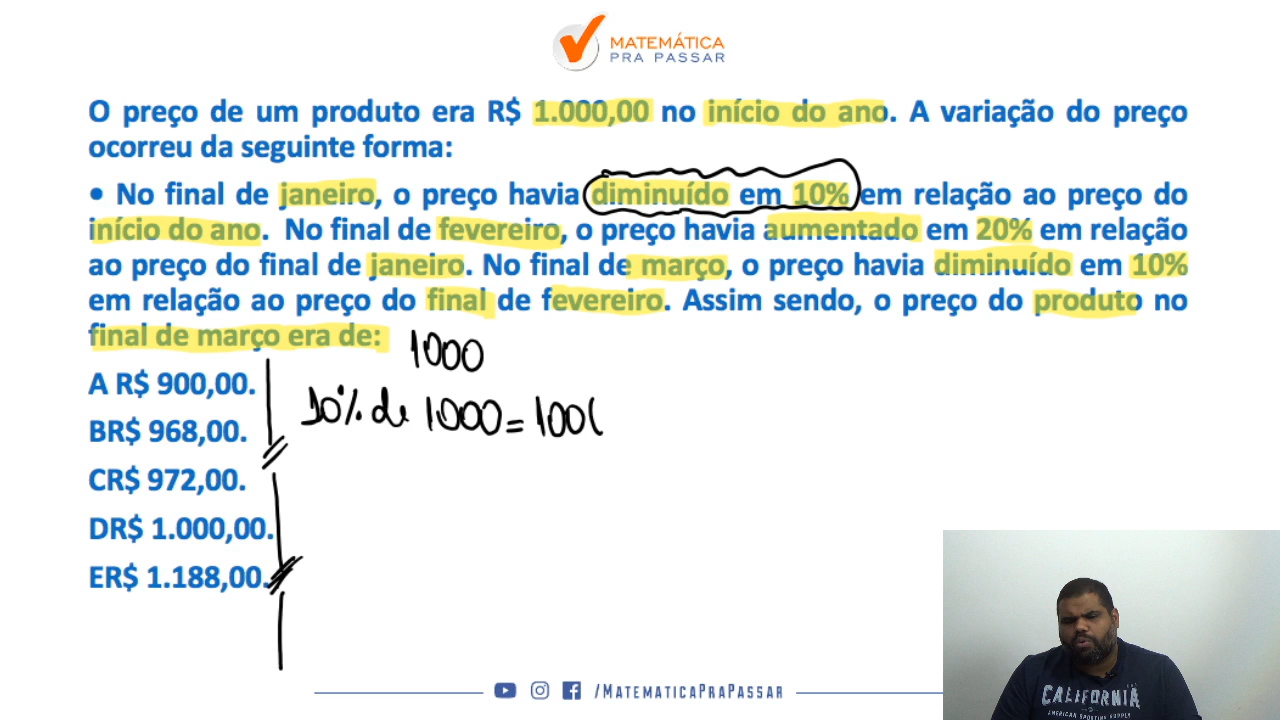 MATEMÁTICA
PRA PASSAR
O preço de um produto era R$ 1.000,00 no início do ano. A variação do preço
ocorreu da seguinte forma:
• No final de janeiro, o preço havia diminuído em 10% em relação ao preço do
início do ano. No final de fevereiro, o preço havia aumentado em 20% em relação
ao preço do final de janeiro. No final de março, o preço havia diminuído em 10%
em relação ao preço do final de fevereiro. Assim sendo, o preço do produto no
final de março era de:
1000
A R$ 900,00.
10% de 1000 = 100(
BR$ 968,00.
CR$ 972,00.
DR$ 1.000,00.
ER$ 1.188,00.
/MATEMATICAPRAPASSAR
CALIFORNIA
AMERICAN SPORTING SUPPLY